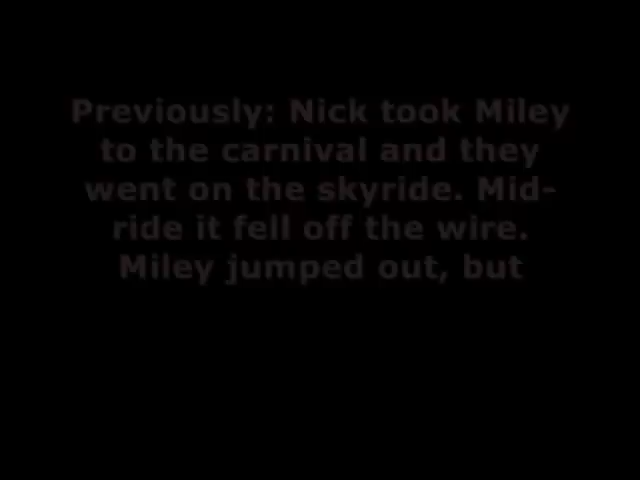 Previously: Nick took Miley
to the carnival and they
went on the skyride. Mid-
ride it fell off the wire.
Miley jumped out, but